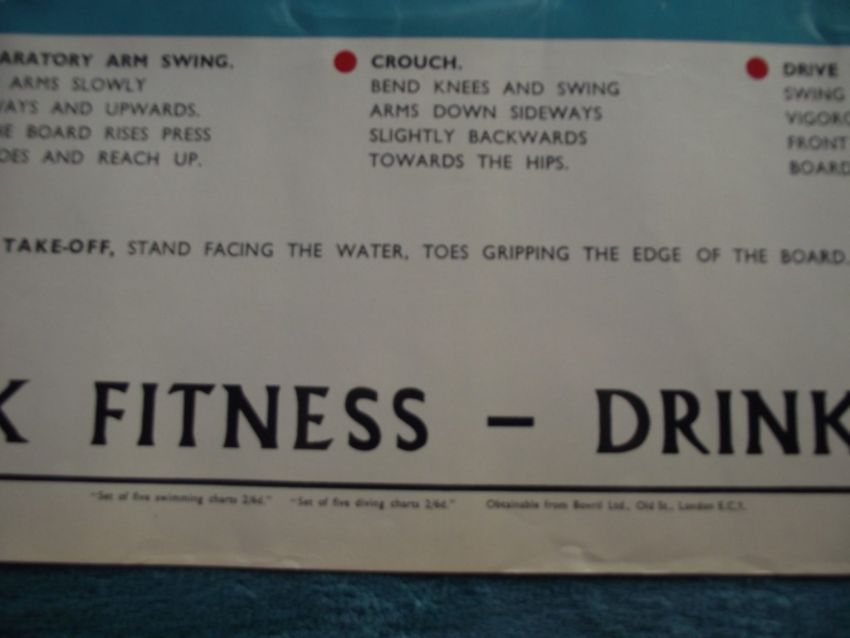 ARATORY ARM SWING.
ARMS SLOWLY
WAYS AND UPWARDS.
HE BOARD RISES PRESS
OES AND REACH UP.
CROUCH.
BEND KNEES AND SWING
ARMS DOWN SIDEWAYS
SLIGHTLY BACKWARDS
TOWARDS THE HIPS.
DRIVE
SWING
VIGORO
FRONT
BOARD
TAKE-OFF, STAND FACING THE WATER, TOES GRIPPING THE EDGE OF THE BOARD.
K FITNESS – DRINK
"Set of five swimming charts 2/6d." "Set of five diving charts 2/6d." Obtainable from Bovril Ltd., Old St., London E.C.1.